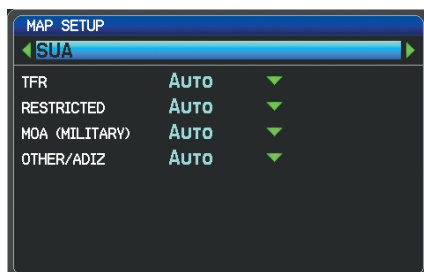 MAP SETUP
SUA
TFR AUTO
RESTRICTED AUTO
MOA (MILITARY) AUTO
OTHER/ADIZ AUTO